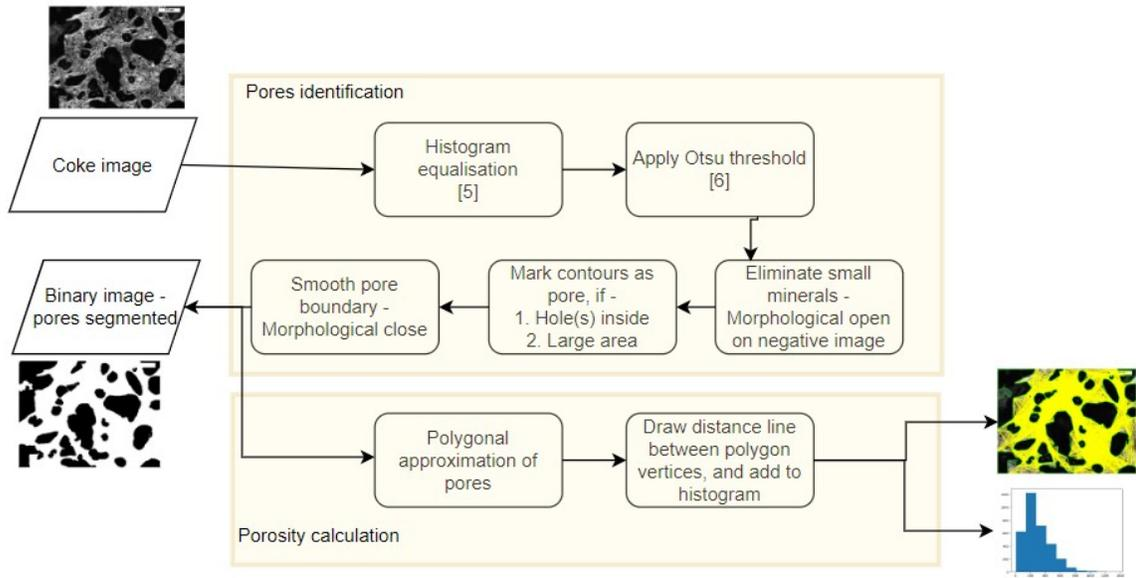 Pores identification
Coke image
Histogram
equalisation
[5]
Apply Otsu threshold
[6]
Eliminate small
minerals -
Morphological open
on negative image
Mark contours as
pore, if -
1. Hole(s) inside
2. Large area
Smooth pore
boundary -
Morphological close
Binary image -
pores segmented
Polygonal
approximation of
pores
Draw distance line
between polygon
vertices, and add to
histogram
Porosity calculation